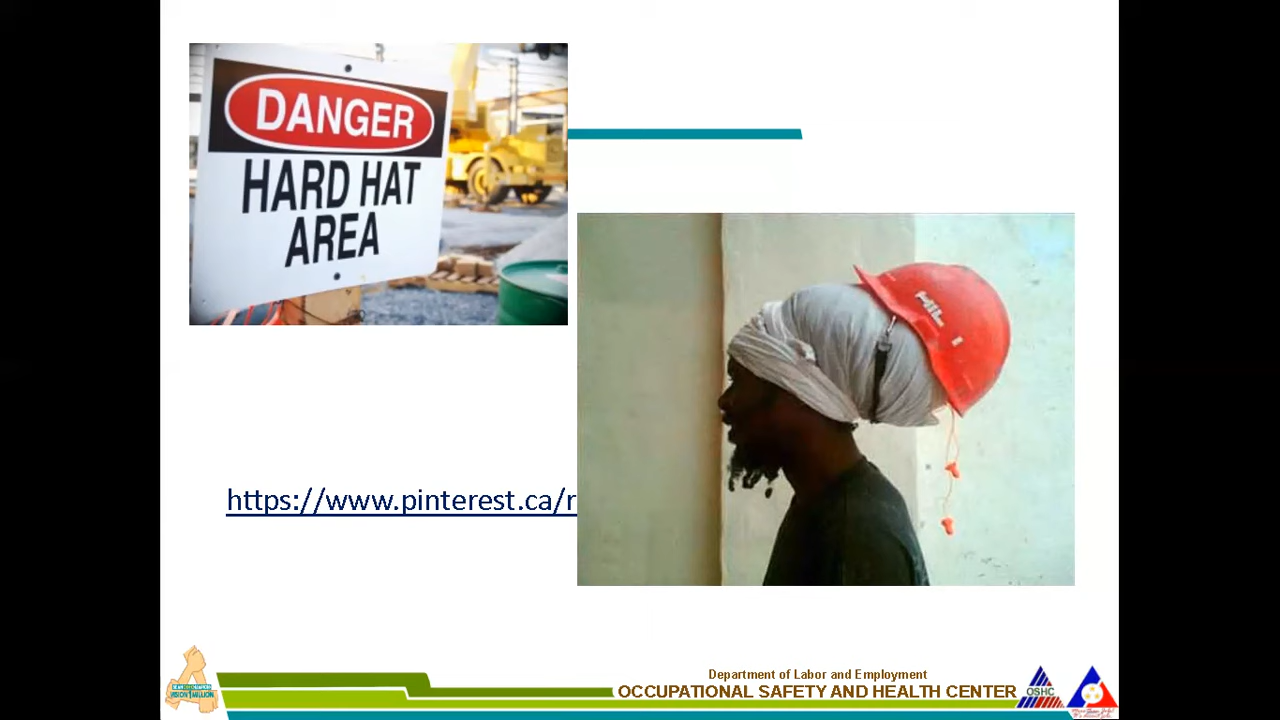 DANGER
HARD HAT
AREA
https://www.pinterest.ca/r
Department of Labor and Employment
OCCUPATIONAL SAFETY AND HEALTH CENTER
OSHC